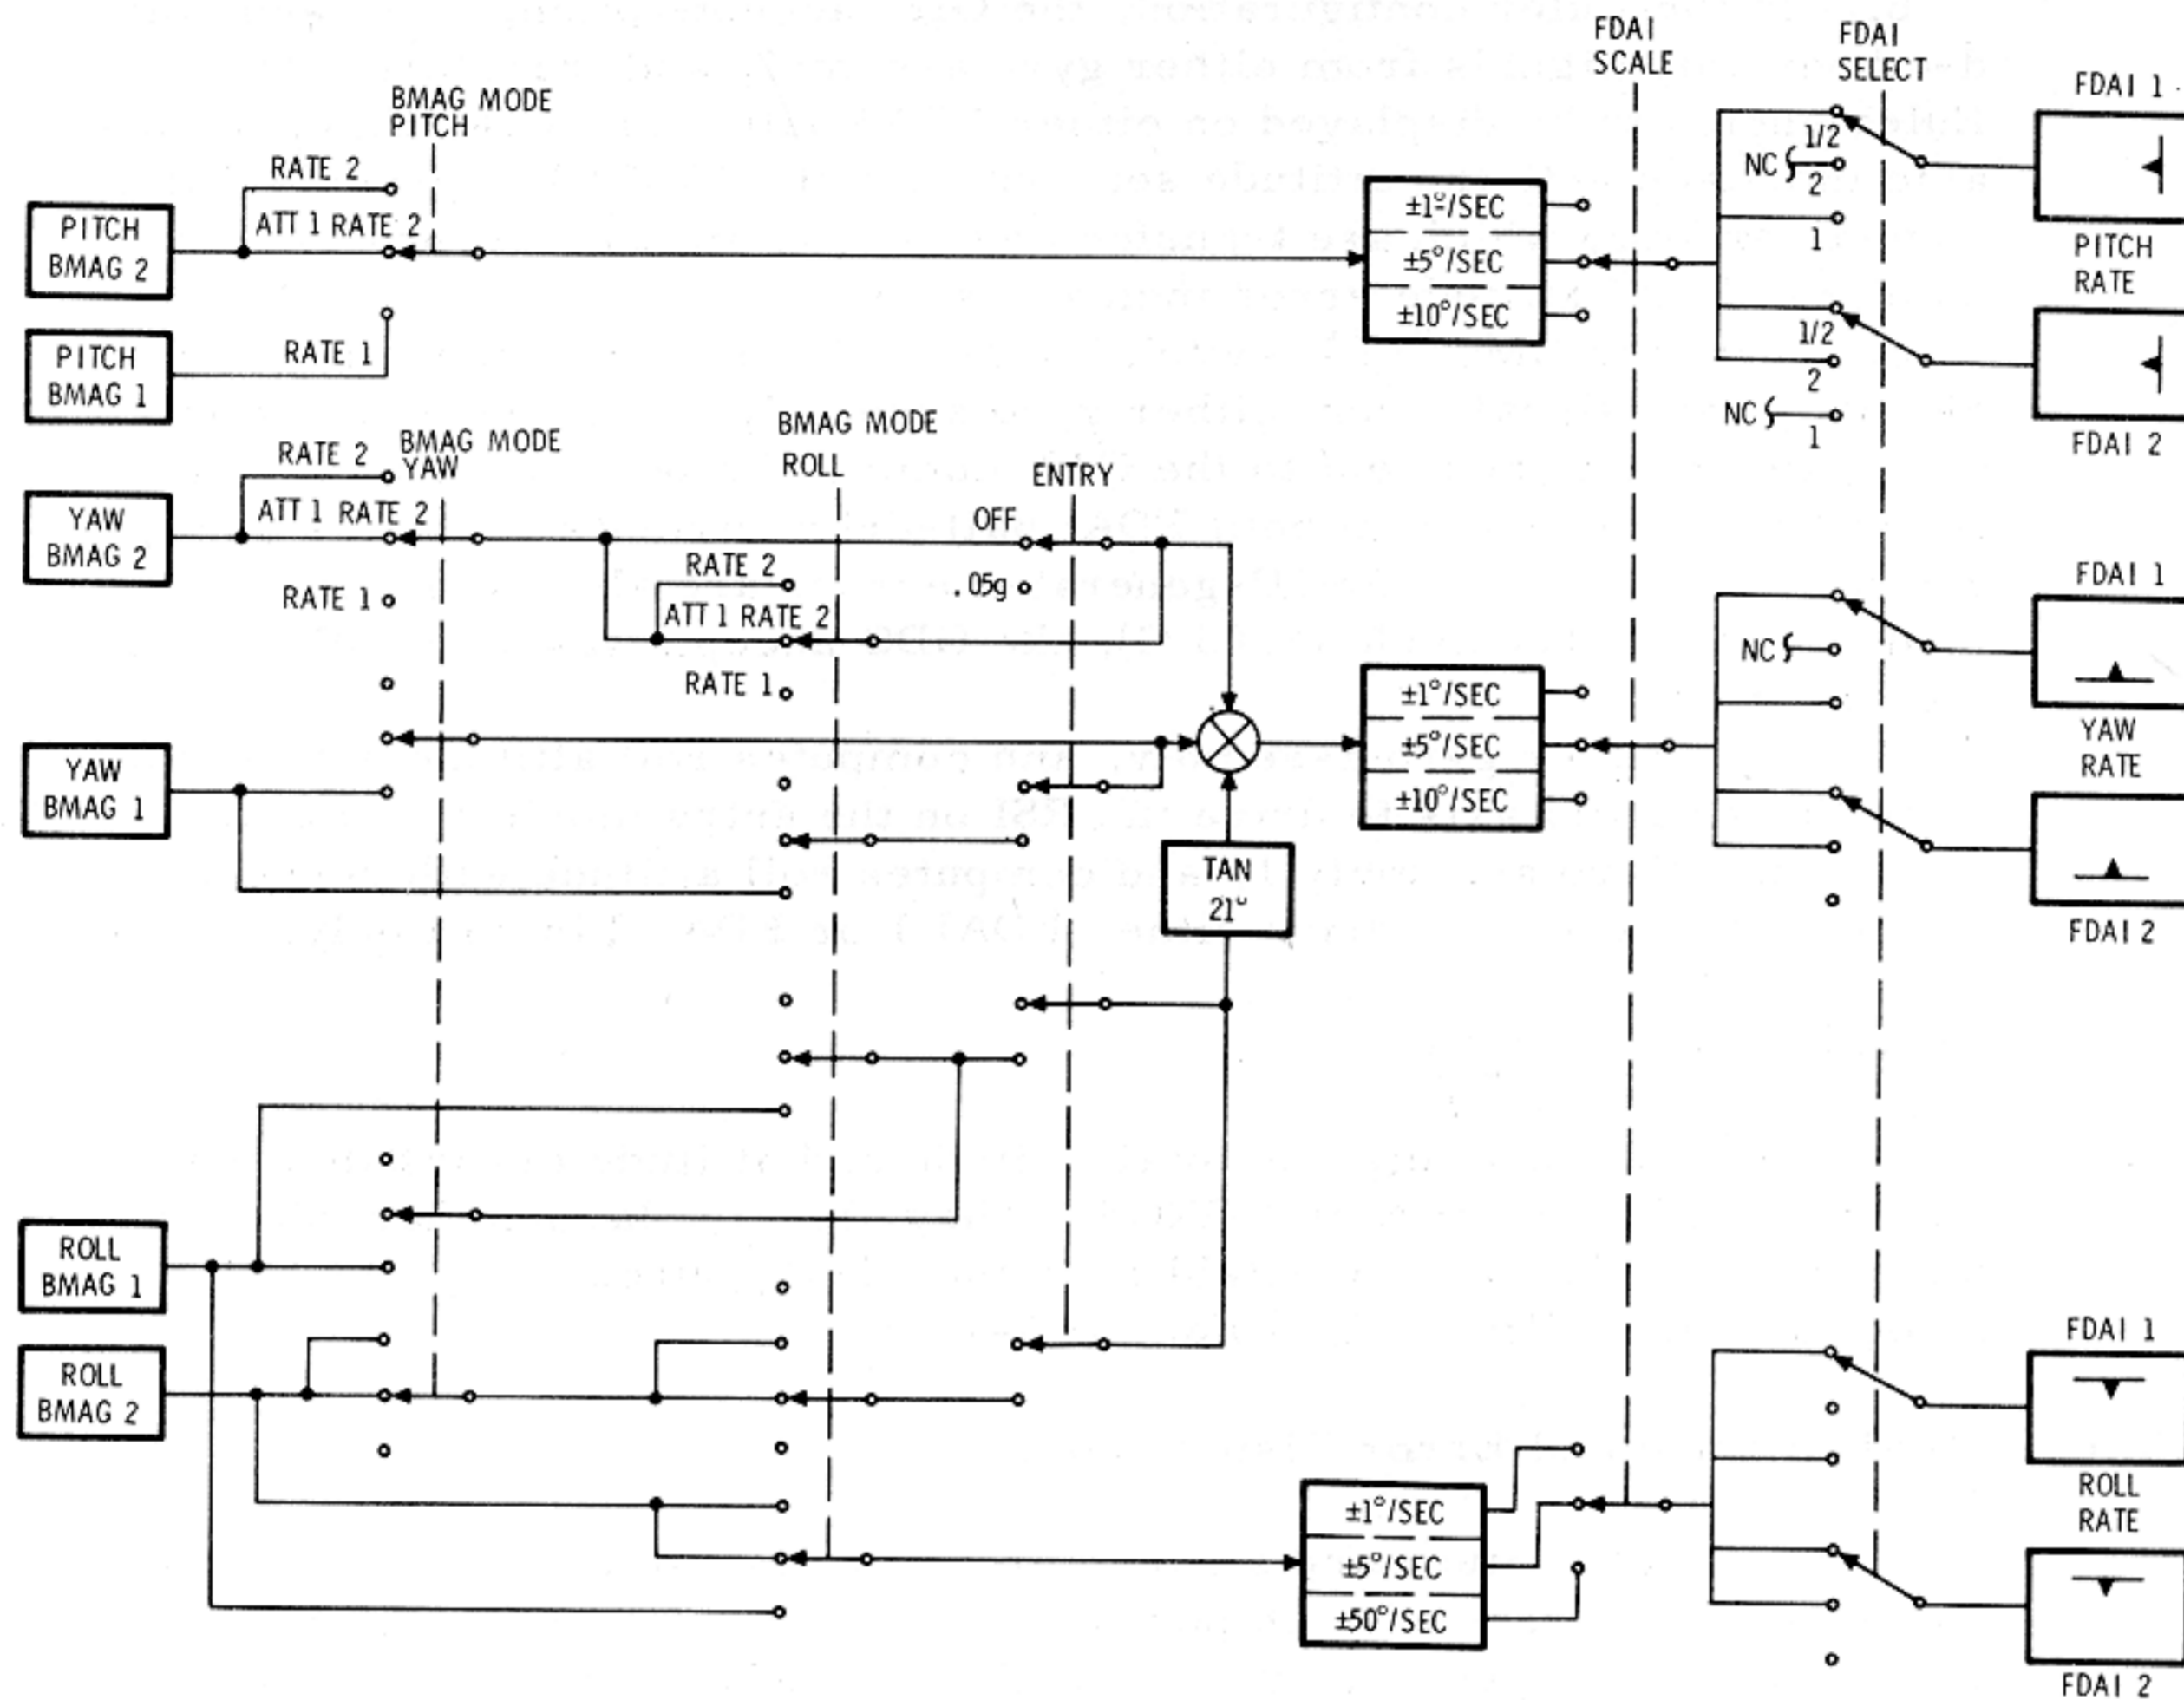 FDAI
SCALE
FDAI
SELECT
FDAI 1
BMAG MODE
PITCH
RATE 2
ATT 1 RATE 2
PITCH
BMAG 2
±1°/SEC
±5°/SEC
±10°/SEC
1/2
NC
2
1
PITCH
RATE
PITCH
BMAG 1
RATE 1
1/2
2
NC
1
FDAI 2
BMAG MODE
YAW
BMAG MODE
ROLL
ENTRY
RATE 2
ATT 1 RATE 2
YAW
BMAG 2
OFF
RATE 1
RATE 2
ATT 1 RATE 2
.05g
RATE 1
FDAI 1
NC
YAW
RATE
±1°/SEC
±5°/SEC
±10°/SEC
YAW
BMAG 1
TAN
21°
FDAI 2
ROLL
BMAG 1
ROLL
BMAG 2
FDAI 1
ROLL
RATE
±1°/SEC
±5°/SEC
±50°/SEC
FDAI 2